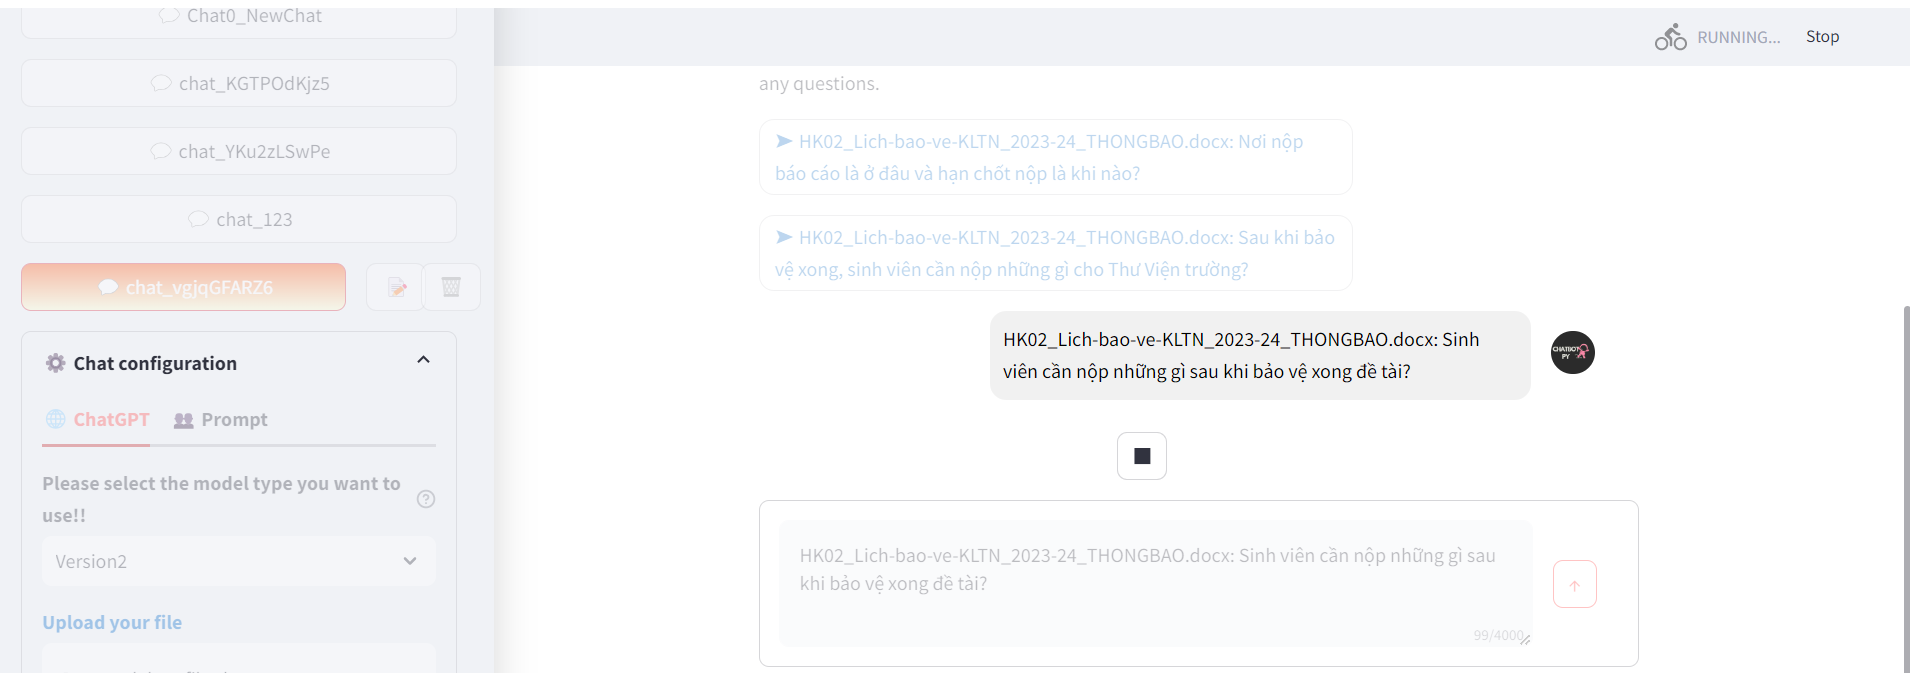 Chat0_NewChat
chat_KGTPOdKjz5
chat_YKu2zLSwPe
chat_123
chat_vgjqGFARZ6
Chat configuration
ChatGPT
Prompt
Please select the model type you want to
use!!
Version2
Upload your file
RUNNING...
Stop
any questions.
➤ HK02_Lich-bao-ve-KLTN_2023-24_THONGBAO.docx: Nơi nộp
báo cáo là ở đâu và hạn chốt nộp là khi nào?
➤ HK02_Lich-bao-ve-KLTN_2023-24_THONGBAO.docx: Sau khi bảo
vệ xong, sinh viên cần nộp những gì cho Thư Viện trường?
HK02_Lich-bao-ve-KLTN_2023-24_THONGBAO.docx: Sinh
viên cần nộp những gì sau khi bảo vệ xong đề tài?
CHATBOT
PY
HK02_Lich-bao-ve-KLTN_2023-24_THONGBAO.docx: Sinh viên cần nộp những gì sau
khi bảo vệ xong đề tài?
99/4000